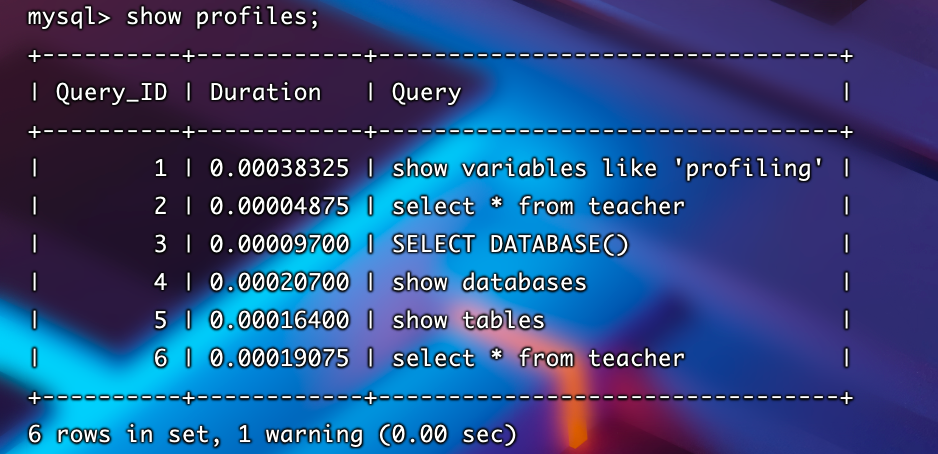 mysql> show profiles;
+----------+------------+---------------------------------+
| Query_ID | Duration   | Query                           |
+----------+------------+---------------------------------+
|        1 | 0.00038325 | show variables like 'profiling' |
|        2 | 0.00004875 | select * from teacher           |
|        3 | 0.00009700 | SELECT DATABASE()               |
|        4 | 0.00020700 | show databases                  |
|        5 | 0.00016400 | show tables                     |
|        6 | 0.00019075 | select * from teacher           |
+----------+------------+---------------------------------+
6 rows in set, 1 warning (0.00 sec)